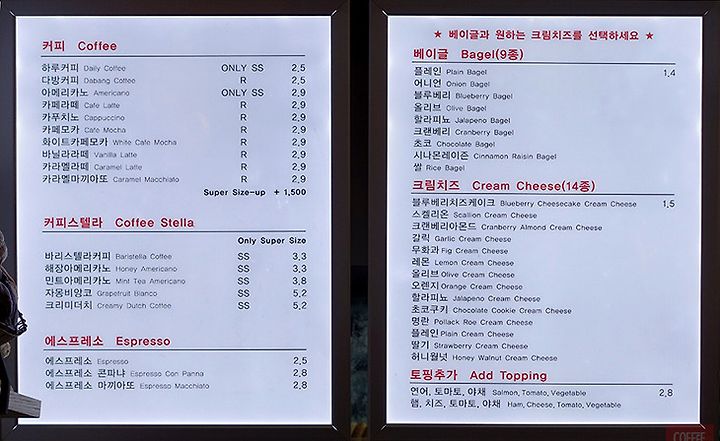 커피 Coffee
하루커피 Daily Coffee ONLY SS 2,5
다방커피 Dabang Coffee R 2,5
아메리카노 Americano ONLY SS 2,9
카페라떼 Cafe Latte R 2,9
카푸치노 Cappuccino R 2,9
카페모카 Cafe Mocha R 2,9
화이트카페모카 White Cafe Mocha R 2,9
바닐라라떼 Vanilla Latte R 2,9
카라멜라떼 Caramel Latte R 2,9
카라멜마끼아또 Caramel Macchiato R 2,9
Super Size-up + 1,500
커피스텔라 Coffee Stella
Only Super Size
바리스텔라커피 Baristella Coffee SS 3,3
해장아메리카노 Honey Americano SS 3,3
민트아메리카노 Mint Tea Americano SS 3,8
자몽비앙코 Grapefruit Blanco SS 5,2
크리미더치 Creamy Dutch Coffee SS 5,2
에스프레소 Espresso
에스프레소 Espresso 2,5
에스프레소 콘파냐 Espresso Con Panna 2,8
에스프레소 마끼아또 Espresso Macchiato 2,8
★ 베이글과 원하는 크림치즈를 선택하세요 ★
베이글 Bagel(9종)
플레인 Plain Bagel 1,4
어니언 Onion Bagel
블루베리 Blueberry Bagel
올리브 Olive Bagel
할라피뇨 Jalapeno Bagel
크랜베리 Cranberry Bagel
초코 Chocolate Bagel
시나몬레이즌 Cinnamon Raisin Bagel
쌀 Rice Bagel
크림치즈 Cream Cheese(14종)
블루베리치즈케이크 Blueberry Cheesecake Cream Cheese 1,5
스켈리온 Scallion Cream Cheese
크랜베리아몬드 Cranberry Almond Cream Cheese
갈릭 Garlic Cream Cheese
무화과 Fig Cream Cheese
레몬 Lemon Cream Cheese
올리브 Olive Cream Cheese
오렌지 Orange Cream Cheese
할라피뇨 Jalapeno Cream Cheese
초코쿠키 Chocolate Cookie Cream Cheese
명란 Pollack Roe Cream Cheese
플레인 Plain Cream Cheese
딸기 Strawberry Cream Cheese
허니월넛 Honey Walnut Cream Cheese
토핑추가 Add Topping
연어, 토마토, 야채 Salmon, Tomato, Vegetable 2,8
햄, 치즈, 토마토, 야채 Ham, Cheese, Tomato, Vegetable
COFFEE